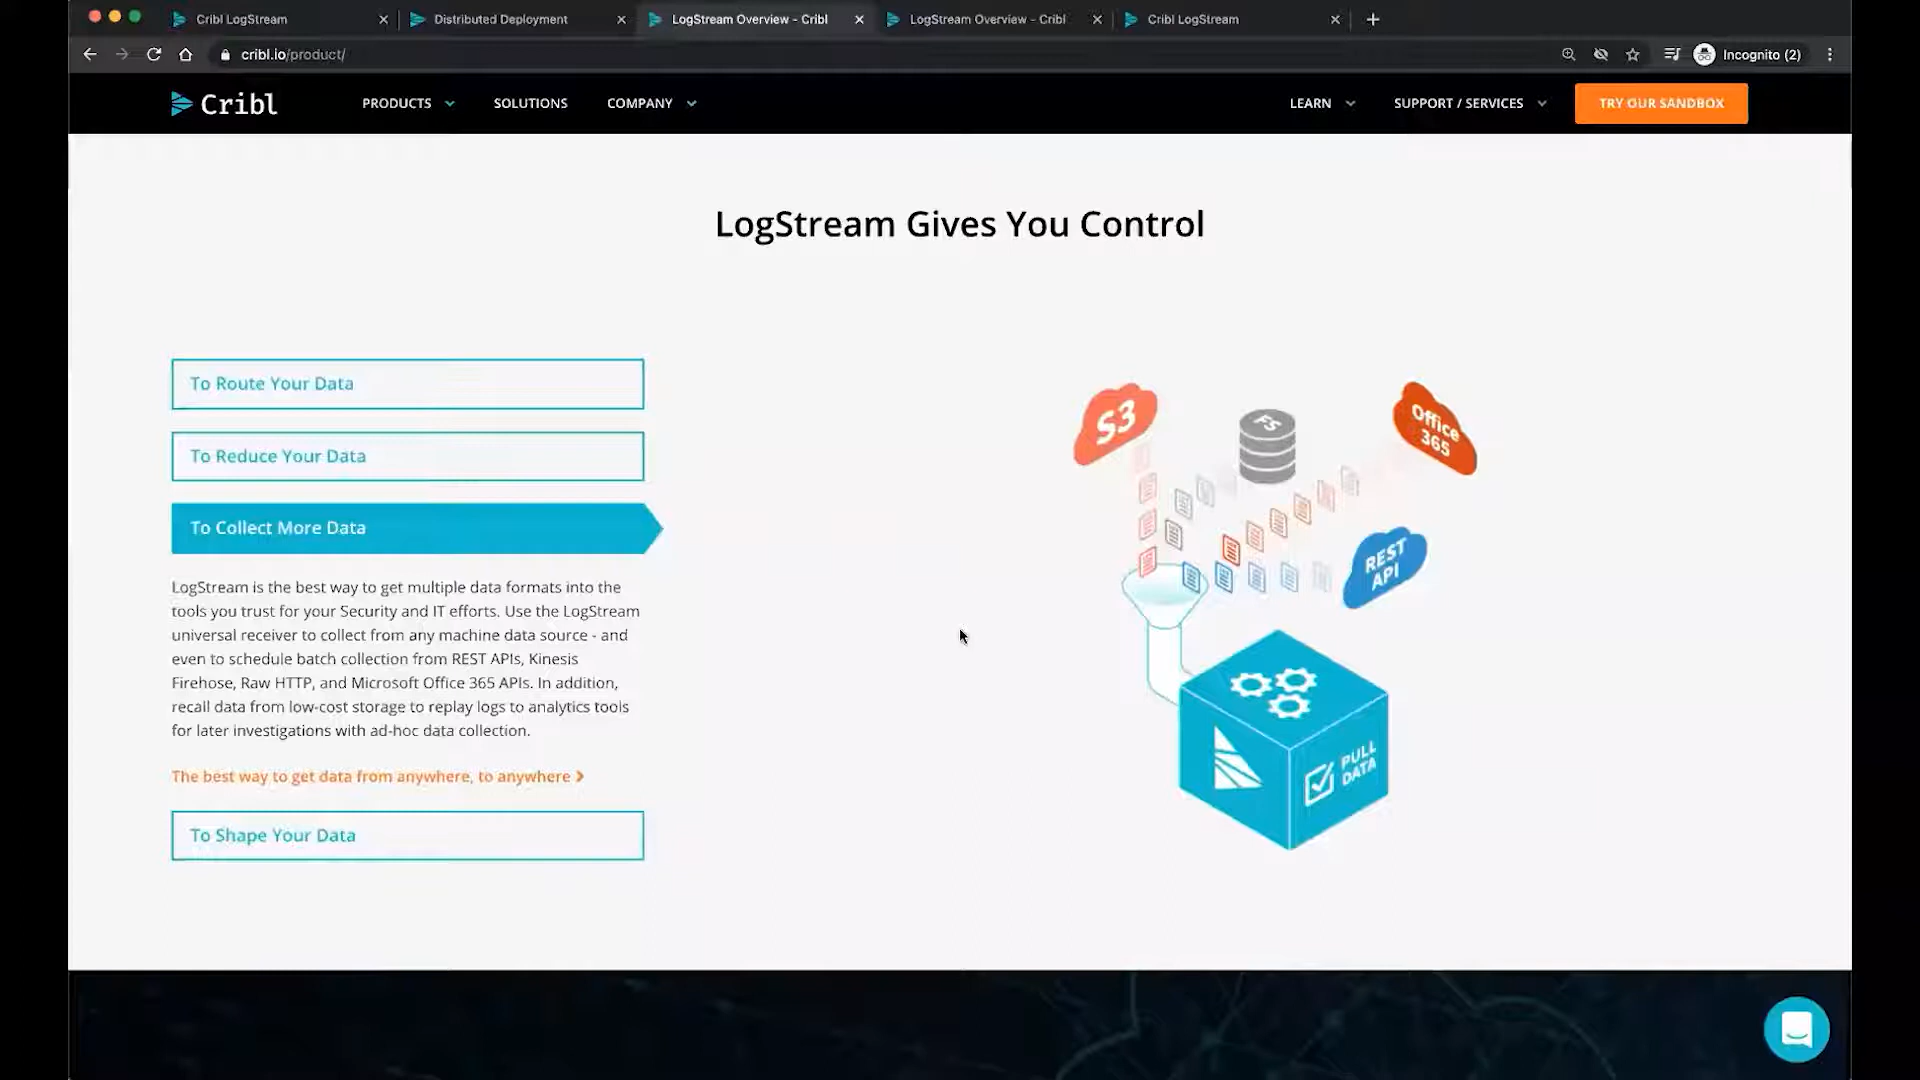 Cribl LogStream
Distributed Deployment
LogStream Overview - Cribl
LogStream Overview - Cribl
Cribl LogStream
cribl.io/product/
Incognito (2)
Cribl
PRODUCTS
SOLUTIONS
COMPANY
LEARN
SUPPORT / SERVICES
TRY OUR SANDBOX
LogStream Gives You Control
To Route Your Data
To Reduce Your Data
To Collect More Data
LogStream is the best way to get multiple data formats into the
tools you trust for your Security and IT efforts. Use the LogStream
universal receiver to collect from any machine data source - and
even to schedule batch collection from REST APIs, Kinesis
Firehose, Raw HTTP, and Microsoft Office 365 APIs. In addition,
recall data from low-cost storage to replay logs to analytics tools
for later investigations with ad-hoc data collection.
The best way to get data from anywhere, to anywhere
To Shape Your Data
S3
FS
Office
365
REST
API
PULL
DATA